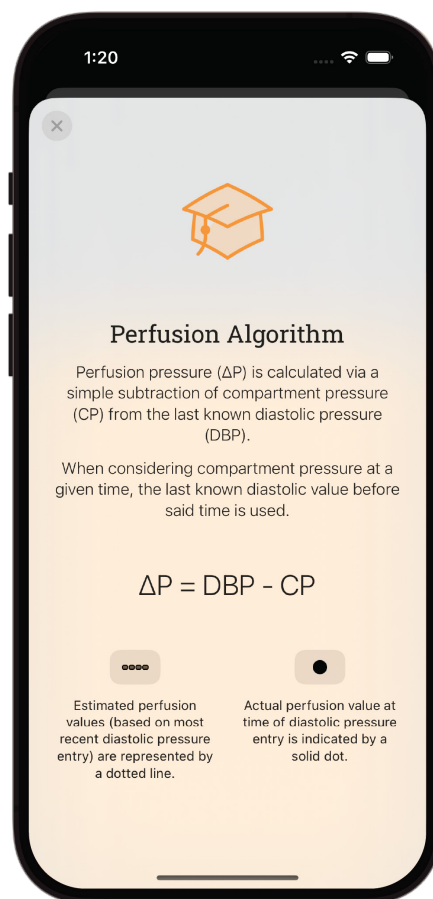 1:20
Perfusion Algorithm
Perfusion pressure (ΔP) is calculated via a
simple subtraction of compartment pressure
(CP) from the last known diastolic pressure
(DBP).
When considering compartment pressure at a
given time, the last known diastolic value before
said time is used.
ΔP = DBP - CP
Estimated perfusion
values (based on most
recent diastolic pressure
entry) are represented by
a dotted line.
Actual perfusion value at
time of diastolic pressure
entry is indicated by a
solid dot.